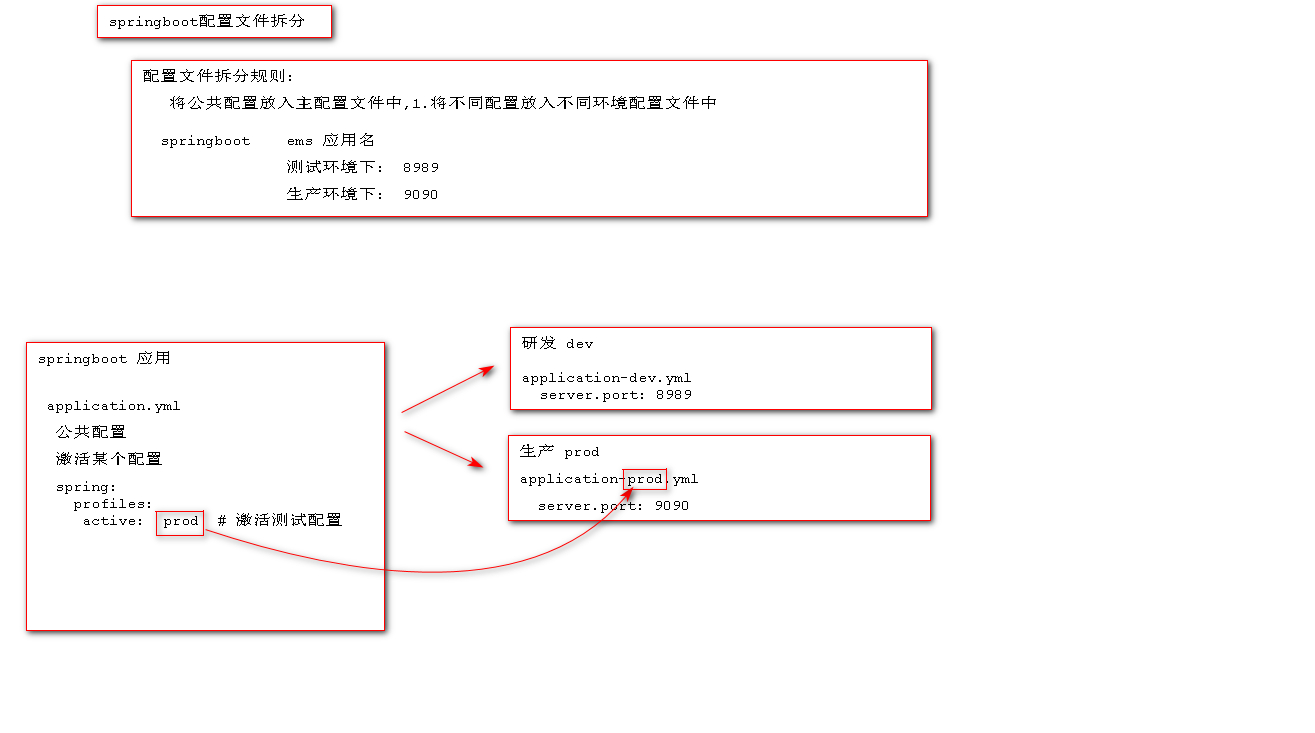 springboot配置文件拆分
配置文件拆分规则:
将公共配置放入主配置文件中,1.将不同配置放入不同环境配置文件中
springboot ems 应用名
测试环境下: 8989
生产环境下: 9090
springboot 应用
application.yml
公共配置
激活某个配置
spring:
profiles:
active: prod # 激活测试配置
研发 dev
application-dev.yml
server.port: 8989
生产 prod
application-prod.yml
server.port: 9090